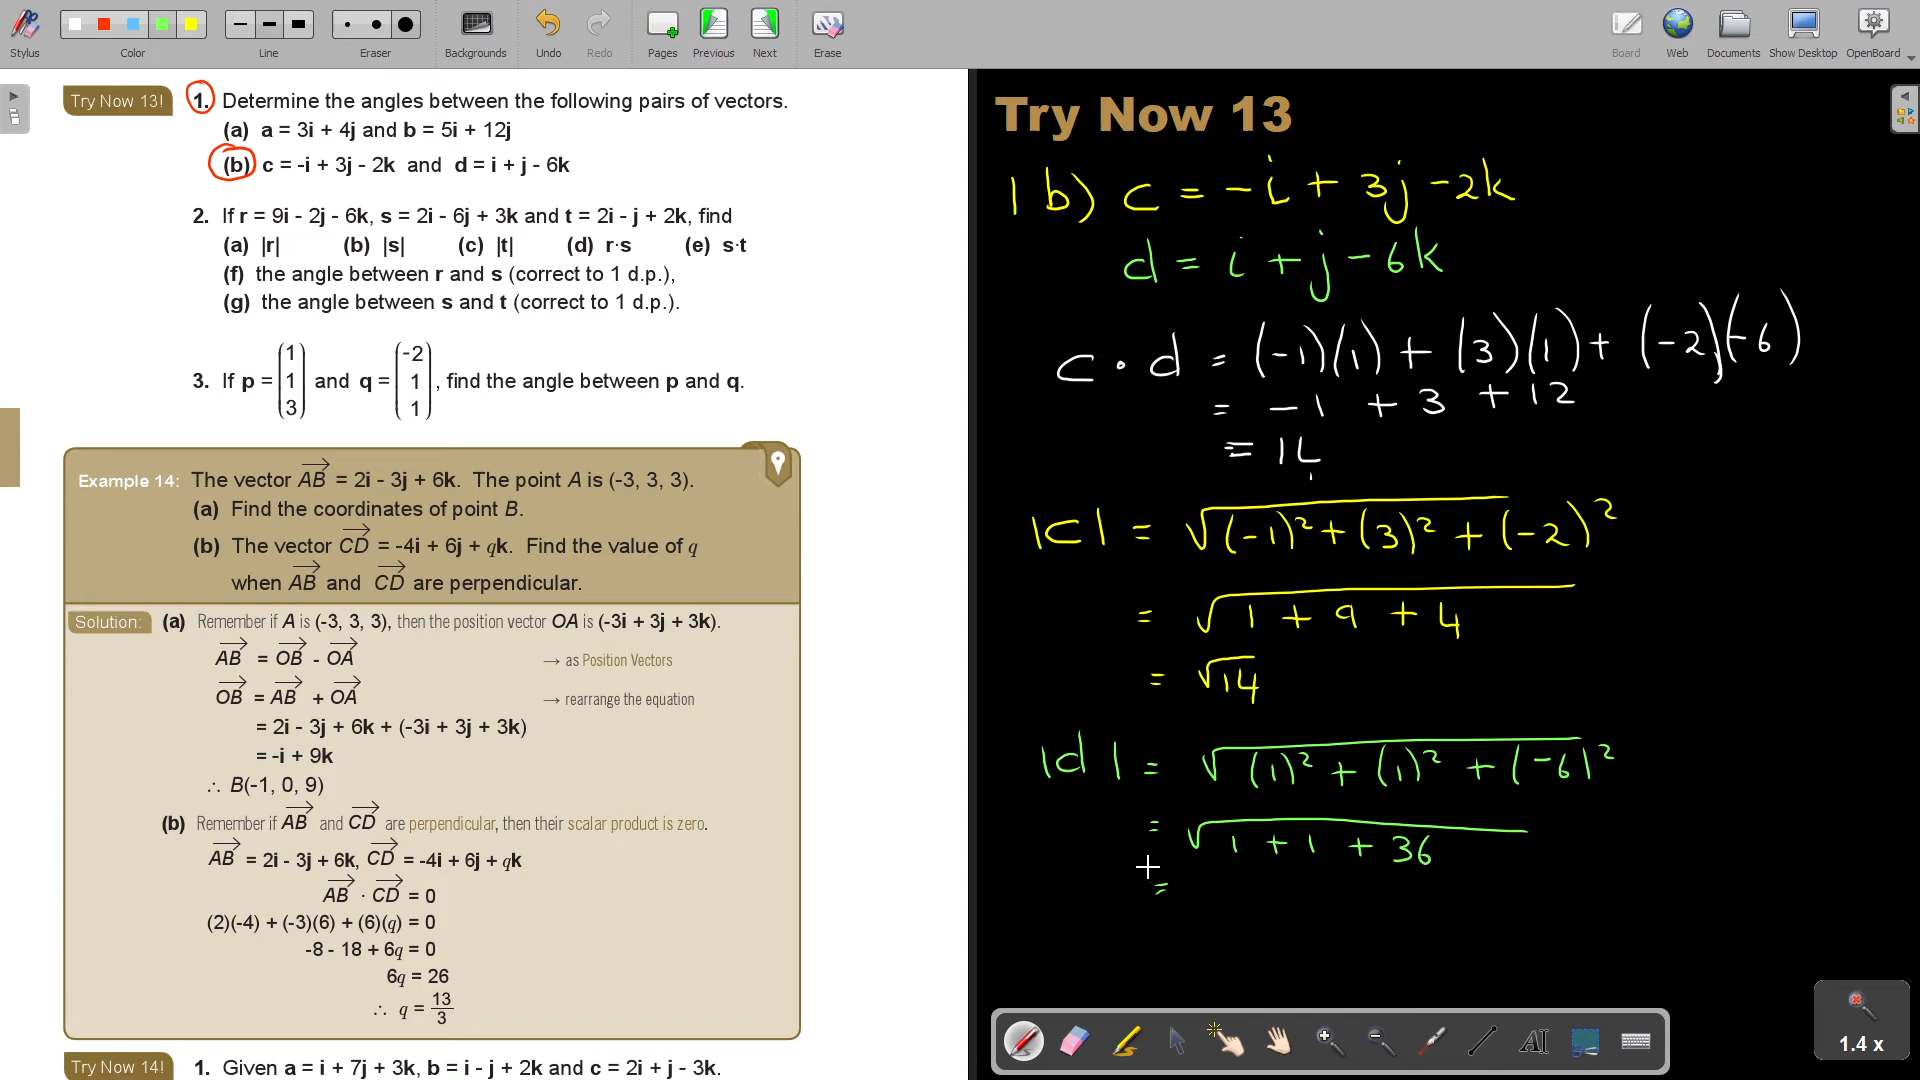 Stylus Color Line Eraser Backgrounds Undo Redo Pages Previous Next Erase Board Web Documents Show Desktop OpenBoard
Try Now 13! 1. Determine the angles between the following pairs of vectors.
(a) a = 3i + 4j and b = 5i + 12j
(b) c = -i + 3j - 2k and d = i + j - 6k
2. If r = 9i - 2j - 6k, s = 2i - 6j + 3k and t = 2i - j + 2k, find
(a) |r| (b) |s| (c) |t| (d) r·s (e) s·t
(f) the angle between r and s (correct to 1 d.p.),
(g) the angle between s and t (correct to 1 d.p.).
3. If p = (1 1 3) and q = (-2 1 1), find the angle between p and q.
Example 14: The vector AB = 2i - 3j + 6k. The point A is (-3, 3, 3).
(a) Find the coordinates of point B.
(b) The vector CD = -4i + 6j + qk. Find the value of q
when AB and CD are perpendicular.
Solution: (a) Remember if A is (-3, 3, 3), then the position vector OA is (-3i + 3j + 3k).
AB = OB - OA → as Position Vectors
OB = AB + OA → rearrange the equation
= 2i - 3j + 6k + (-3i + 3j + 3k)
= -i + 9k
∴ B(-1, 0, 9)
(b) Remember if AB and CD are perpendicular, then their scalar product is zero.
AB = 2i - 3j + 6k, CD = -4i + 6j + qk
AB · CD = 0
(2)(-4) + (-3)(6) + (6)(q) = 0
-8 - 18 + 6q = 0
6q = 26
∴ q = 13/3
Try Now 14! 1. Given a = i + 7j + 3k, b = i - j + 2k and c = 2i + j - 3k.
Try Now 13
1 b) c = -i + 3j - 2k
d = i + j - 6k
c · d = (-1)(1) + (3)(1) + (-2)(-6)
= -1 + 3 + 12
= 14
|c| = √(-1)² + (3)² + (-2)²
= √1 + 9 + 4
= √14
|d| = √(1)² + (1)² + (-6)²
= √1 + 1 + 36
=
1.4 x